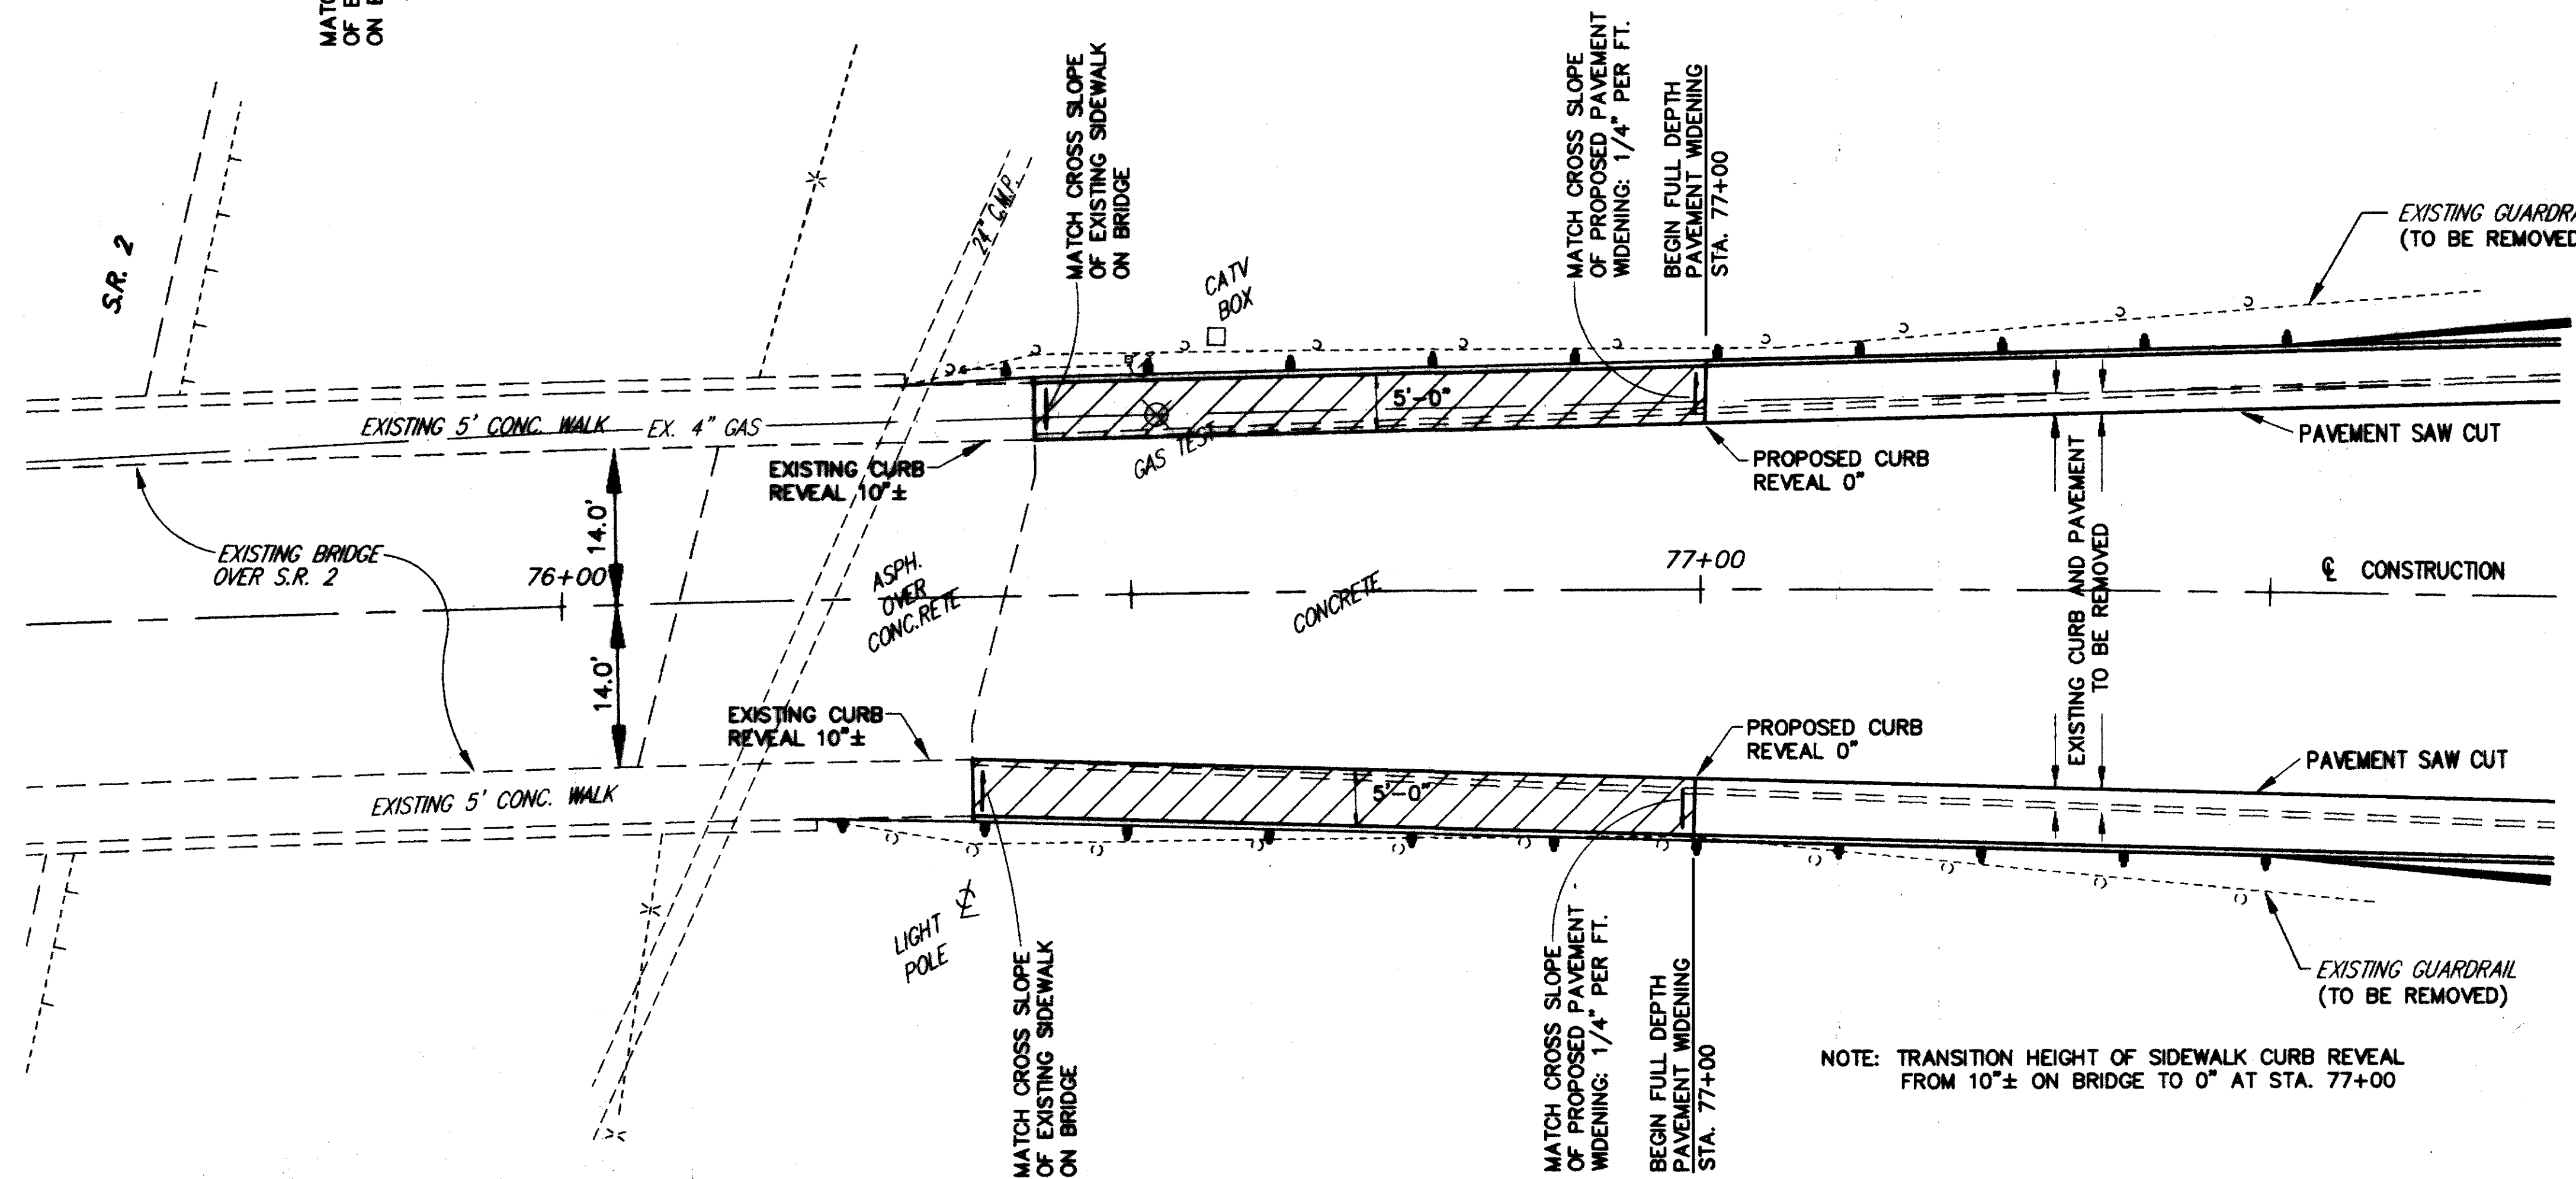 MATC
OF E
ON E
S.R. 2
24" C.M.P.
MATCH CROSS SLOPE
OF EXISTING SIDEWALK
ON BRIDGE
CATV
BOX
MATCH CROSS SLOPE
OF PROPOSED PAVEMENT
WIDENING: 1/4" PER FT.
BEGIN FULL DEPTH
PAVEMENT WIDENING
STA. 77+00
EXISTING GUARDRA
(TO BE REMOVED
EXISTING 5' CONC. WALK
EX. 4" GAS
5'-0"
GAS TEST
EXISTING CURB
REVEAL 10"±
PROPOSED CURB
REVEAL 0"
PAVEMENT SAW CUT
14.0'
EXISTING BRIDGE
OVER S.R. 2
76+00
ASPH.
OVER
CONC.RETE
CONCRETE
77+00
EXISTING CURB AND PAVEMENT
TO BE REMOVED
℄ CONSTRUCTION
14.0'
EXISTING CURB
REVEAL 10"±
PROPOSED CURB
REVEAL 0"
PAVEMENT SAW CUT
EXISTING 5' CONC. WALK
5'-0"
LIGHT
POLE
MATCH CROSS SLOPE
OF EXISTING SIDEWALK
ON BRIDGE
MATCH CROSS SLOPE
OF PROPOSED PAVEMENT
WIDENING: 1/4" PER FT.
BEGIN FULL DEPTH
PAVEMENT WIDENING
STA. 77+00
EXISTING GUARDRAIL
(TO BE REMOVED)
NOTE: TRANSITION HEIGHT OF SIDEWALK CURB REVEAL
FROM 10"± ON BRIDGE TO 0" AT STA. 77+00